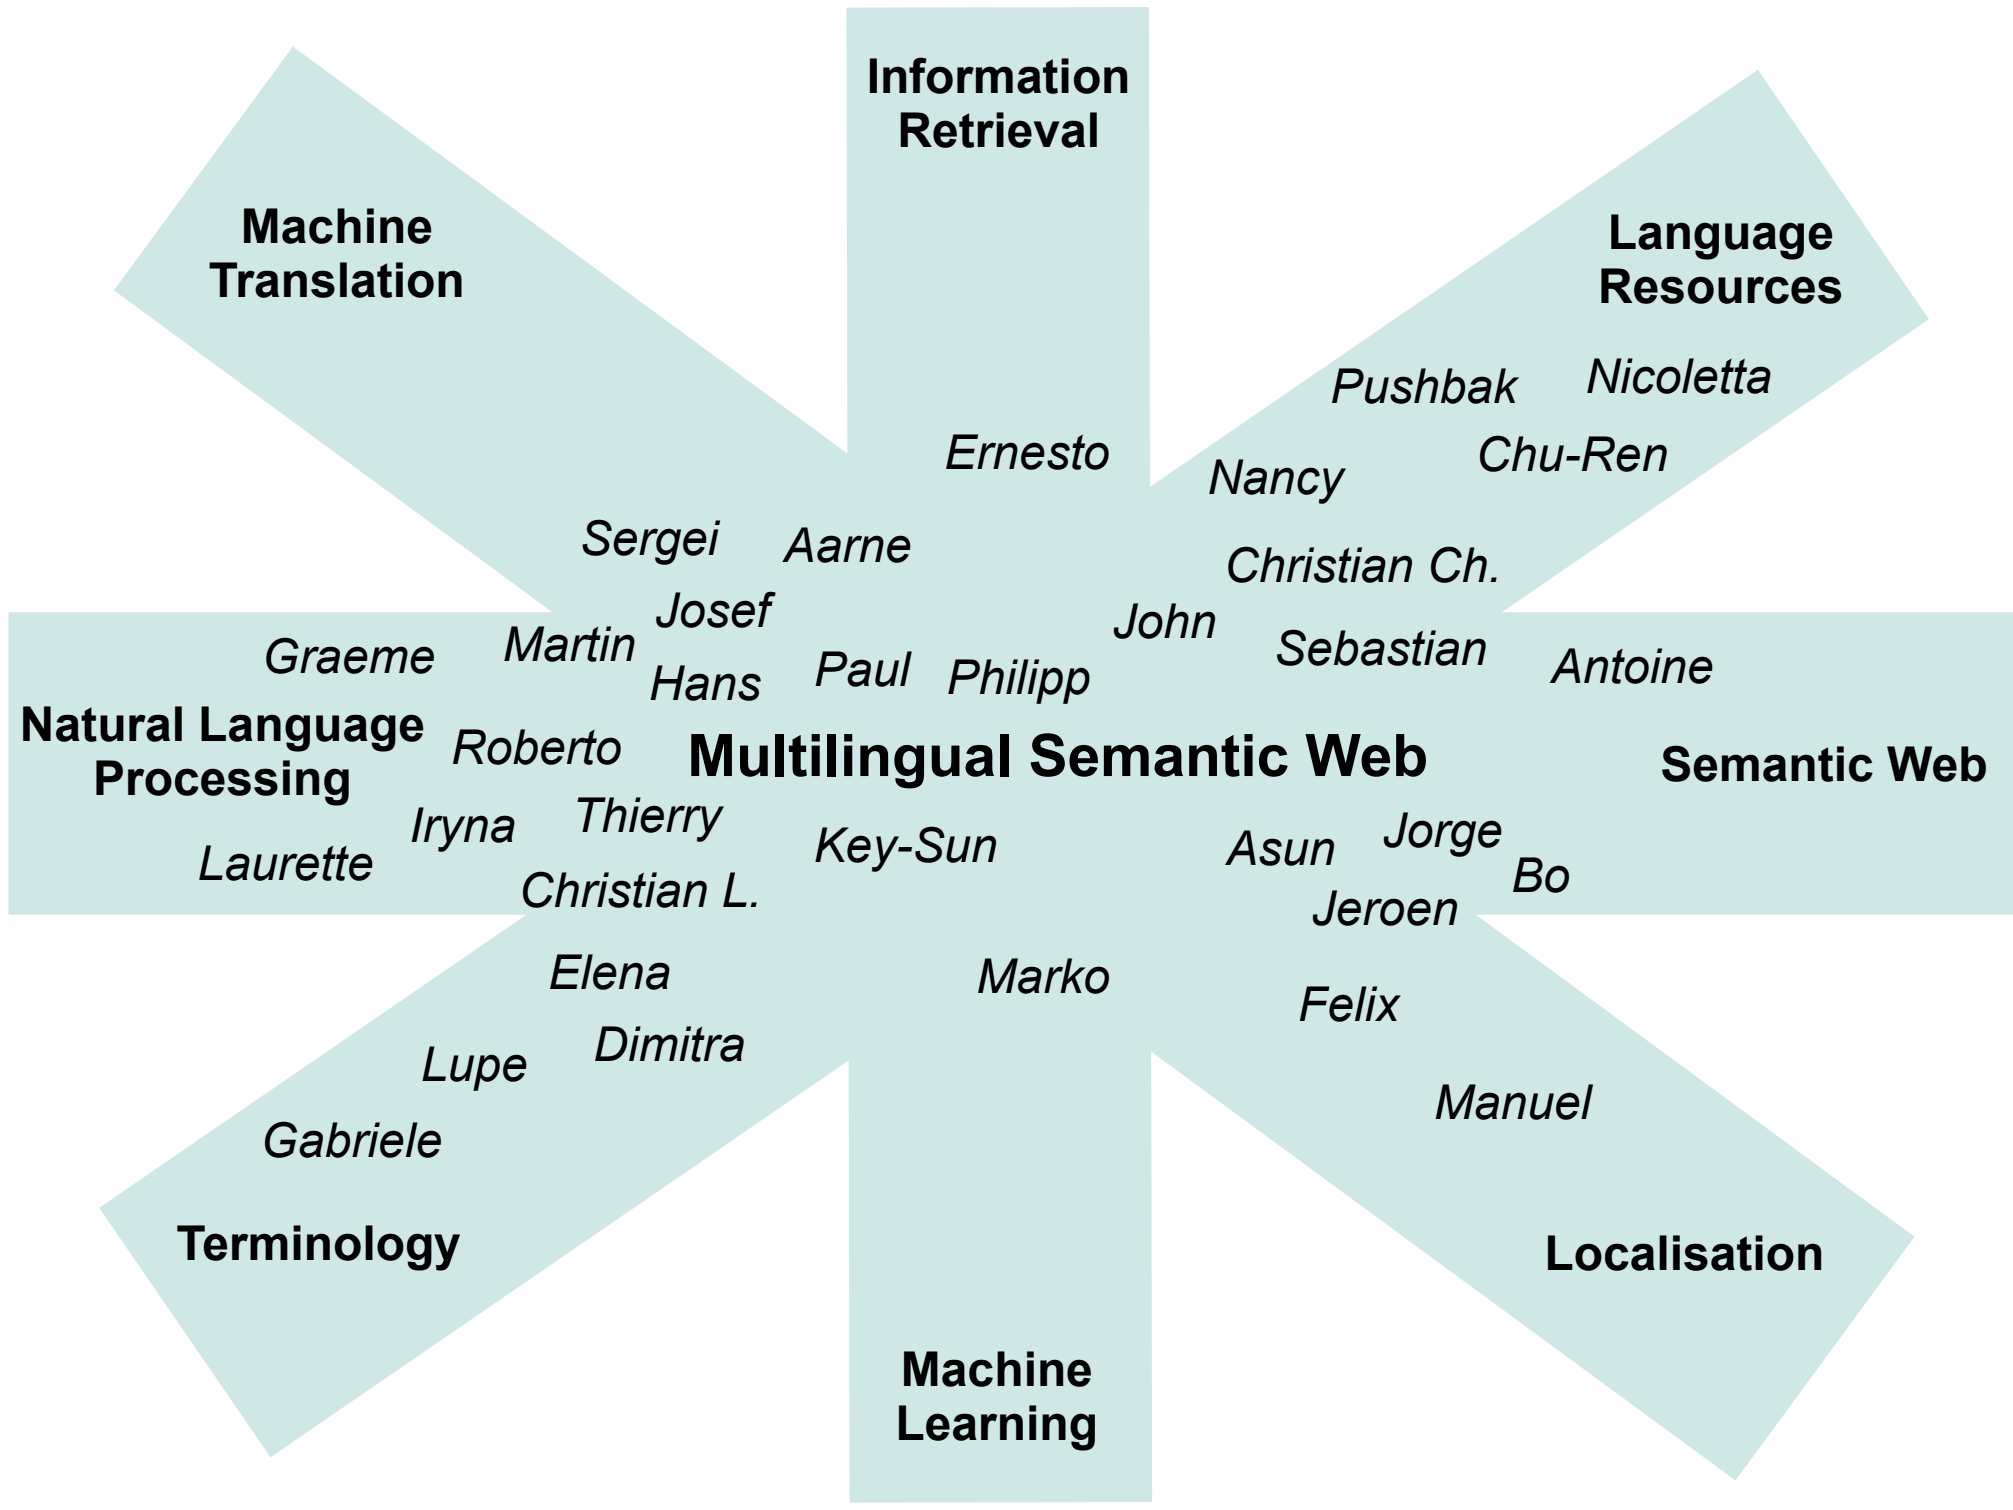 Information
Retrieval
Machine
Translation
Language
Resources
Pushbak
Nicoletta
Ernesto
Nancy
Chu-Ren
Sergei
Aarne
Christian Ch.
Josef
John
Graeme
Martin
Hans
Paul
Philipp
Sebastian
Antoine
Natural Language
Processing
Roberto
Multilingual Semantic Web
Semantic Web
Iryna
Thierry
Key-Sun
Asun
Jorge
Bo
Laurette
Christian L.
Jeroen
Elena
Marko
Felix
Lupe
Dimitra
Manuel
Gabriele
Terminology
Localisation
Machine
Learning